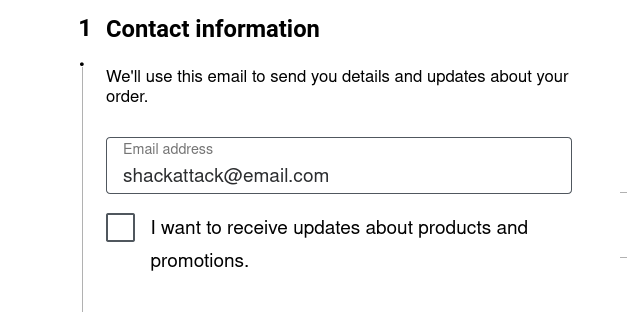 1 Contact information
We'll use this email to send you details and updates about your
order.
Email address
shackattack@email.com
I want to receive updates about products and
promotions.